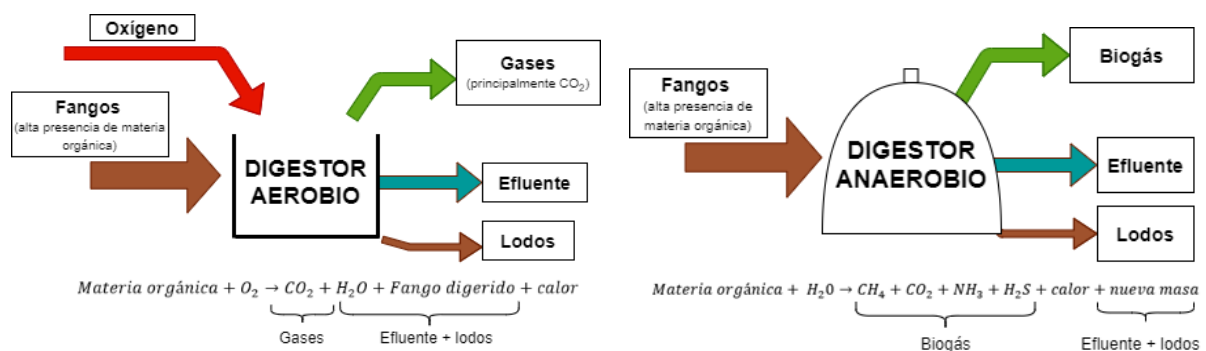 Oxígeno
Fangos
(alta presencia de materia
orgánica)
DIGESTOR
AEROBIO
Gases
(principalmente CO₂)
Efluente
Lodos
Materia orgánica + O₂ → CO₂ + H₂O + Fango digerido + calor
Gases
Efluente + lodos
Fangos
(alta presencia de
materia orgánica)
DIGESTOR
ANAEROBIO
Biogás
Efluente
Lodos
Materia orgánica + H₂0 → CH₄ + CO₂ + NH₃ + H₂S + calor + nueva masa
Biogás
Efluente + lodos